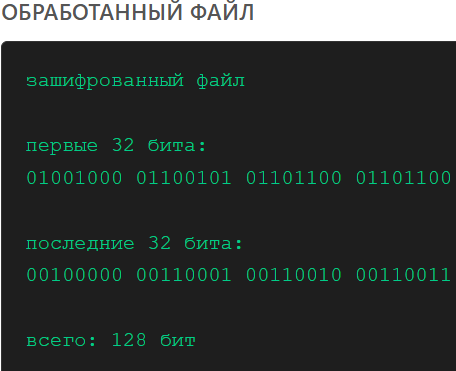 ОБРАБОТАННЫЙ ФАЙЛ
зашифрованный файл
первые 32 бита:
01001000 01100101 01101100 01101100
последние 32 бита:
00100000 00110001 00110010 00110011
всего: 128 бит